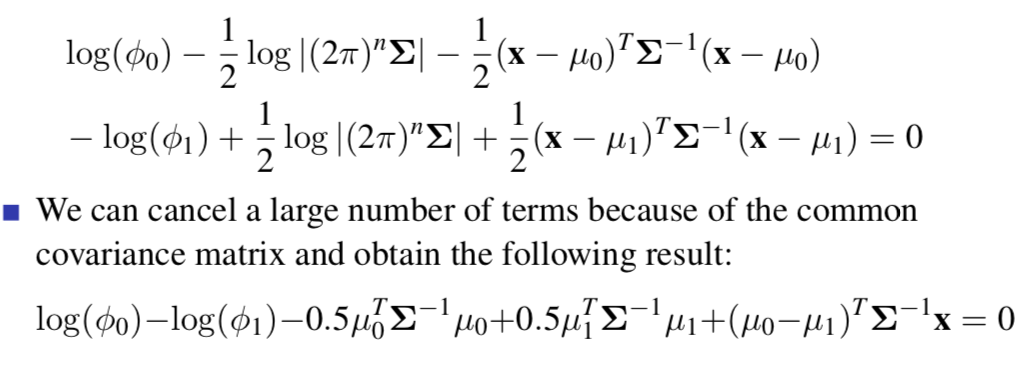 log(ϕ₀) − 1/2 log |(2π)ⁿΣ| − 1/2 (x − μ₀)ᵀΣ⁻¹(x − μ₀)
− log(ϕ₁) + 1/2 log |(2π)ⁿΣ| + 1/2 (x − μ₁)ᵀΣ⁻¹(x − μ₁) = 0
■ We can cancel a large number of terms because of the common
covariance matrix and obtain the following result:
log(ϕ₀)−log(ϕ₁)−0.5μ₀ᵀΣ⁻¹μ₀+0.5μ₁ᵀΣ⁻¹μ₁+(μ₀−μ₁)ᵀΣ⁻¹x = 0